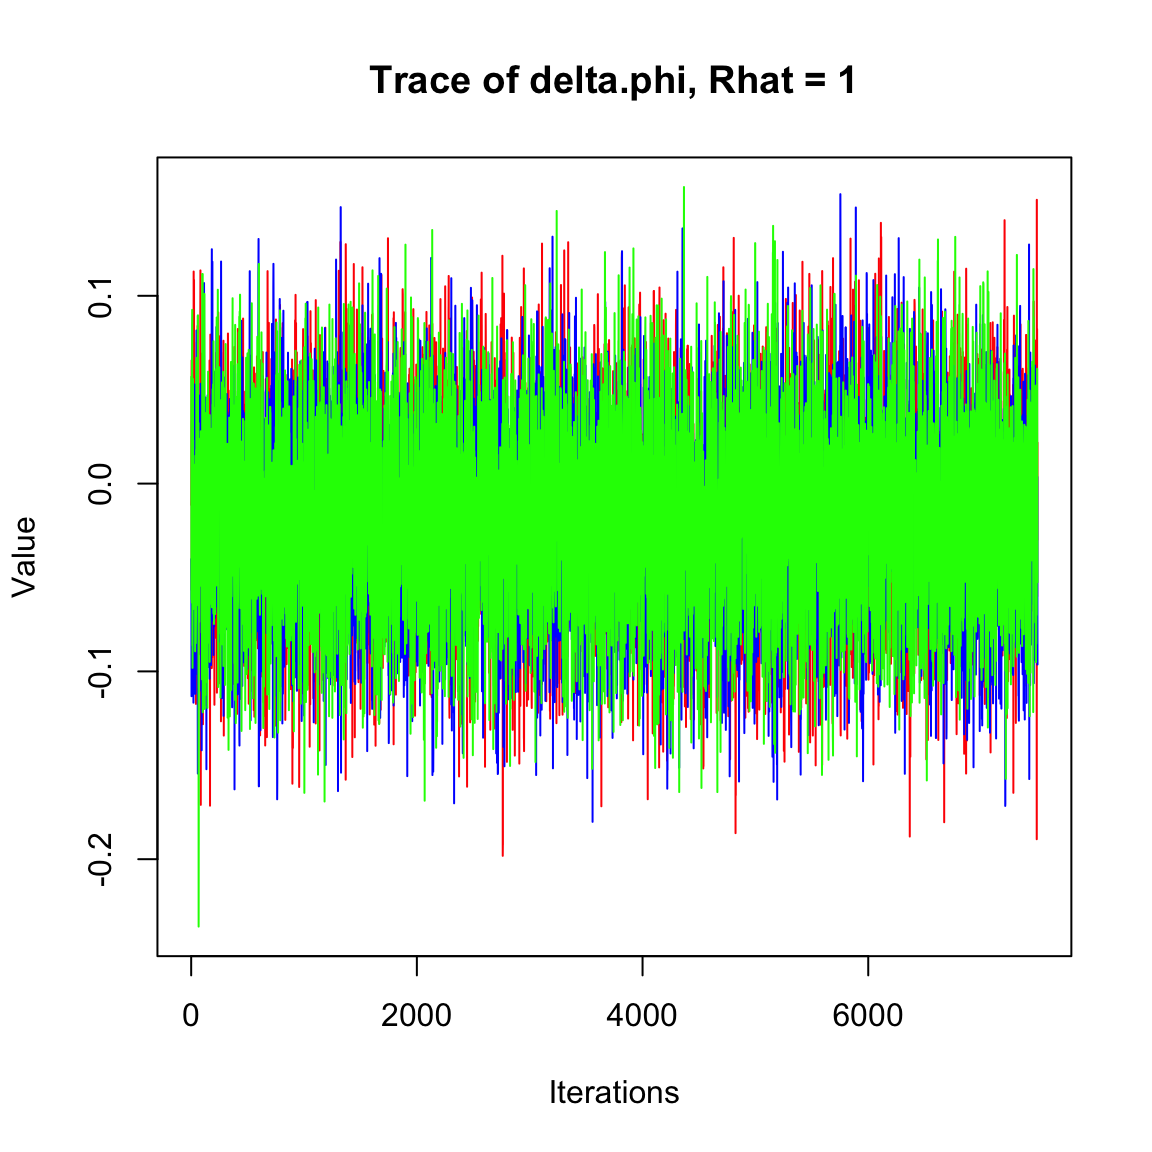 Trace of delta.phi, Rhat = 1
0.1
0.0
-0.1
-0.2
Value
0 2000 4000 6000
Iterations